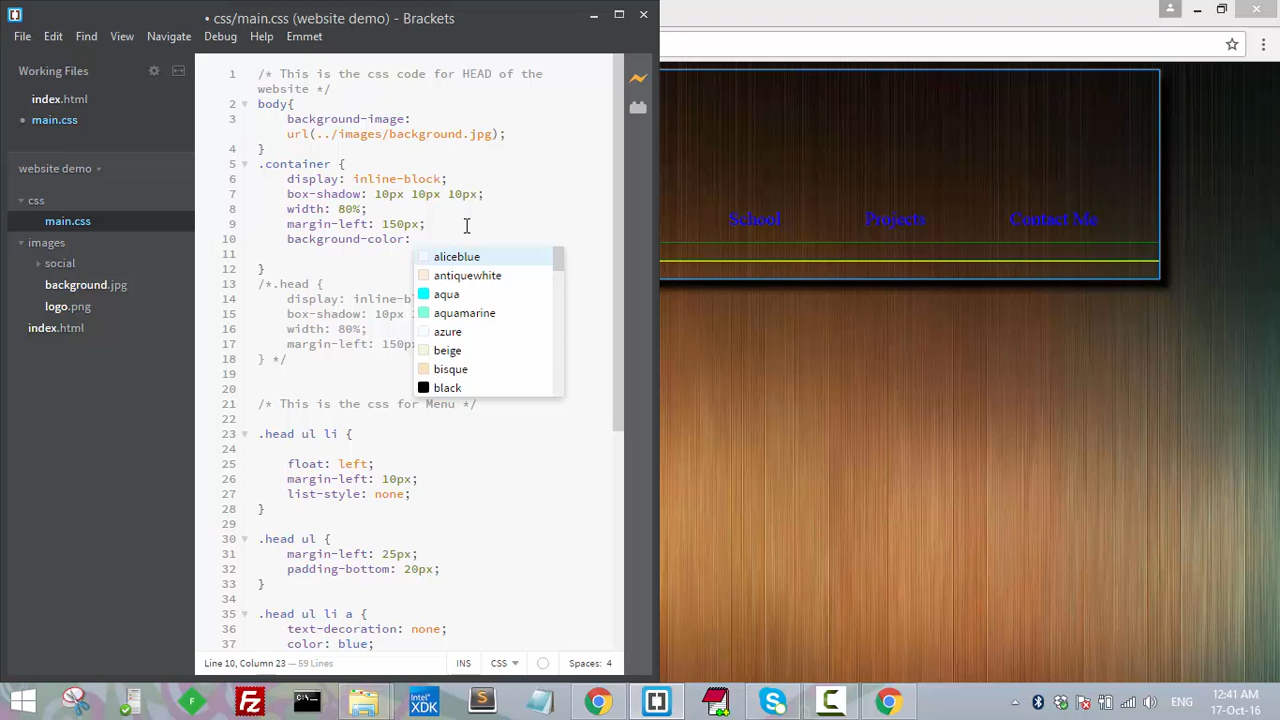 • css/main.css (website demo) - Brackets
File Edit Find View Navigate Debug Help Emmet
Working Files
index.html
main.css
website demo
css
main.css
images
social
background.jpg
logo.png
index.html
1 /* This is the css code for HEAD of the
website */
2 body{
3 background-image:
url(../images/background.jpg);
4 }
5 .container {
6 display: inline-block;
7 box-shadow: 10px 10px 10px;
8 width: 80%;
9 margin-left: 150px;
10 background-color:
11
12 }
13 /*.head {
14 display: inline-b
15 box-shadow: 10px
16 width: 80%;
17 margin-left: 150p
18 } */
19
20
21 /* This is the css for Menu */
22
23 .head ul li {
24
25 float: left;
26 margin-left: 10px;
27 list-style: none;
28 }
29
30 .head ul {
31 margin-left: 25px;
32 padding-bottom: 20px;
33 }
34
35 .head ul li a {
36 text-decoration: none;
37 color: blue;
aliceblue
antiquewhite
aqua
aquamarine
azure
beige
bisque
black
Line 10, Column 23 — 59 Lines
INS CSS Spaces: 4
School Projects Contact Me
Intel
XDK
ENG
12:41 AM
17-Oct-16